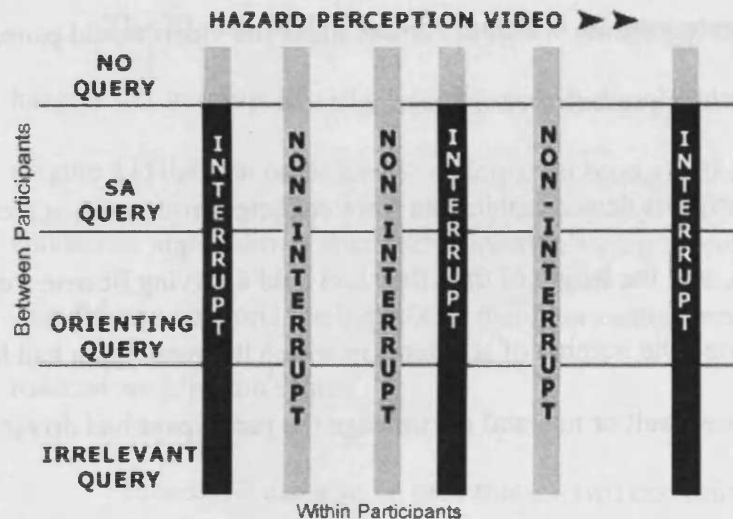 HAZARD PERCEPTION VIDEO
NO
QUERY
SA
QUERY
ORIENTING
QUERY
IRRELEVANT
QUERY
Between Participants
INTERRUPT
NON INTERRUPT
NON INTERRUPT
INTERRUPT
NON-INTERRUPT
INTERRUPT
Within Participants